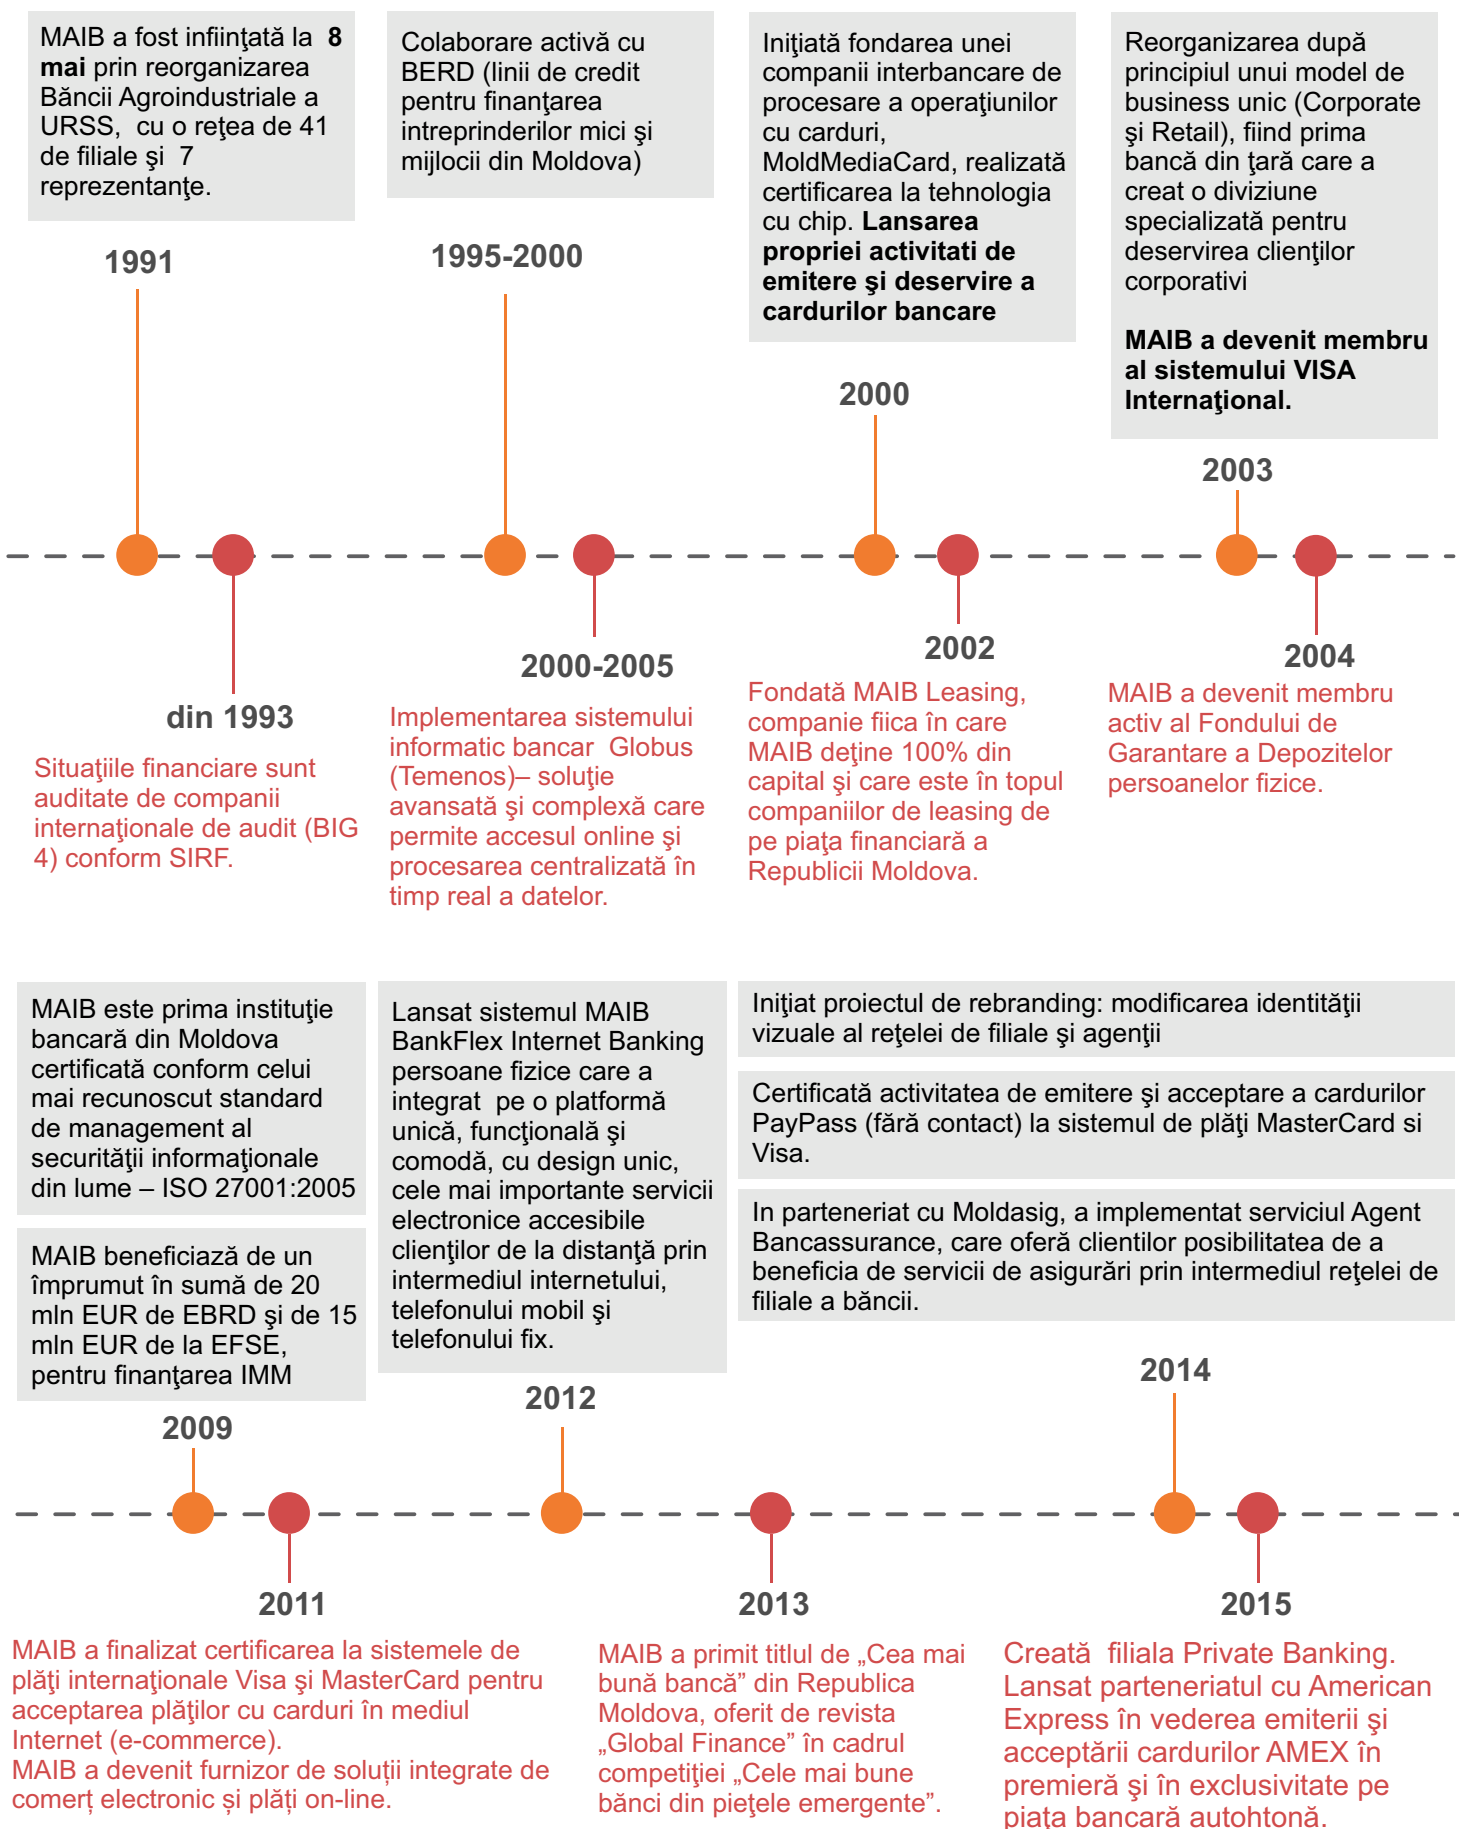 MAIB a fost infiinţată la  8
mai prin reorganizarea
Băncii Agroindustriale a
URSS,  cu o reţea de 41
de filiale şi  7
reprezentanţe.
1991
Colaborare activă cu
BERD (linii de credit
pentru finanţarea
intreprinderilor mici şi
mijlocii din Moldova)
1995-2000
Iniţiată fondarea unei
companii interbancare de
procesare a operaţiunilor
cu carduri,
MoldMediaCard, realizată
certificarea la tehnologia
cu chip. Lansarea
propriei activitati de
emitere şi deservire a
cardurilor bancare
2000
Reorganizarea după
principiul unui model de
business unic (Corporate
şi Retail), fiind prima
bancă din ţară care a
creat o diviziune
specializată pentru
deservirea clienţilor
corporativi
MAIB a devenit membru
al sistemului VISA
Internaţional.
2003
din 1993
Situaţiile financiare sunt
auditate de companii
internaţionale de audit (BIG
4) conform SIRF.
2000-2005
Implementarea sistemului
informatic bancar  Globus
(Temenos)– soluţie
avansată şi complexă care
permite accesul online şi
procesarea centralizată în
timp real a datelor.
2002
Fondată MAIB Leasing,
companie fiica în care
MAIB deţine 100% din
capital şi care este în topul
companiilor de leasing de
pe piaţa financiară a
Republicii Moldova.
2004
MAIB a devenit membru
activ al Fondului de
Garantare a Depozitelor
persoanelor fizice.
MAIB este prima instituţie
bancară din Moldova
certificată conform celui
mai recunoscut standard
de management al
securităţii informaţionale
din lume – ISO 27001:2005
MAIB beneficiază de un
împrumut în sumă de 20
mln EUR de EBRD şi de 15
mln EUR de la EFSE,
pentru finanţarea IMM
2009
Lansat sistemul MAIB
BankFlex Internet Banking
persoane fizice care a
integrat  pe o platformă
unică, funcţională şi
comodă, cu design unic,
cele mai importante servicii
electronice accesibile
clienţilor de la distanţă prin
intermediul internetului,
telefonului mobil şi
telefonului fix.
2012
Iniţiat proiectul de rebranding: modificarea identităţii
vizuale al reţelei de filiale şi agenţii
Certificată activitatea de emitere şi acceptare a cardurilor
PayPass (fără contact) la sistemul de plăţi MasterCard si
Visa.
In parteneriat cu Moldasig, a implementat serviciul Agent
Bancassurance, care oferă clientilor posibilitatea de a
beneficia de servicii de asigurări prin intermediul reţelei de
filiale a băncii.
2014
2011
MAIB a finalizat certificarea la sistemele de
plăţi internaţionale Visa şi MasterCard pentru
acceptarea plăţilor cu carduri în mediul
Internet (e-commerce).
MAIB a devenit furnizor de soluții integrate de
comerț electronic și plăți on-line.
2013
MAIB a primit titlul de „Cea mai
bună bancă” din Republica
Moldova, oferit de revista
„Global Finance” în cadrul
competiţiei „Cele mai bune
bănci din pieţele emergente”.
2015
Creată  filiala Private Banking.
Lansat parteneriatul cu American
Express în vederea emiterii şi
acceptării cardurilor AMEX în
premieră şi în exclusivitate pe
piaţa bancară autohtonă.